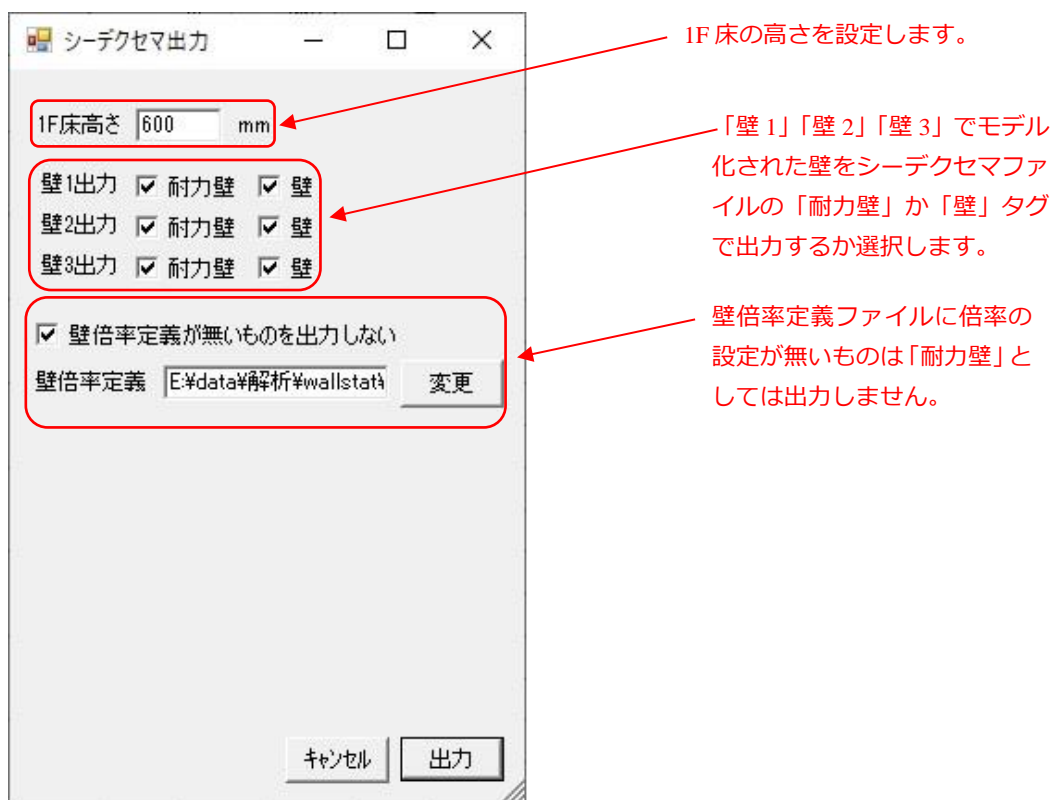 シーデクセマ出力
1F床高さ 600 mm
壁1出力 耐力壁 壁
壁2出力 耐力壁 壁
壁3出力 耐力壁 壁
壁倍率定義が無いものを出力しない
壁倍率定義 E:¥data¥解析¥wallstat¥ 変更
キャンセル 出力
1F 床の高さを設定します。
「壁 1」「壁 2」「壁 3」でモデル
化された壁をシーデクセマファ
イルの「耐力壁」か「壁」タグ
で出力するか選択します。
壁倍率定義ファイルに倍率の
設定が無いものは「耐力壁」と
しては出力しません。